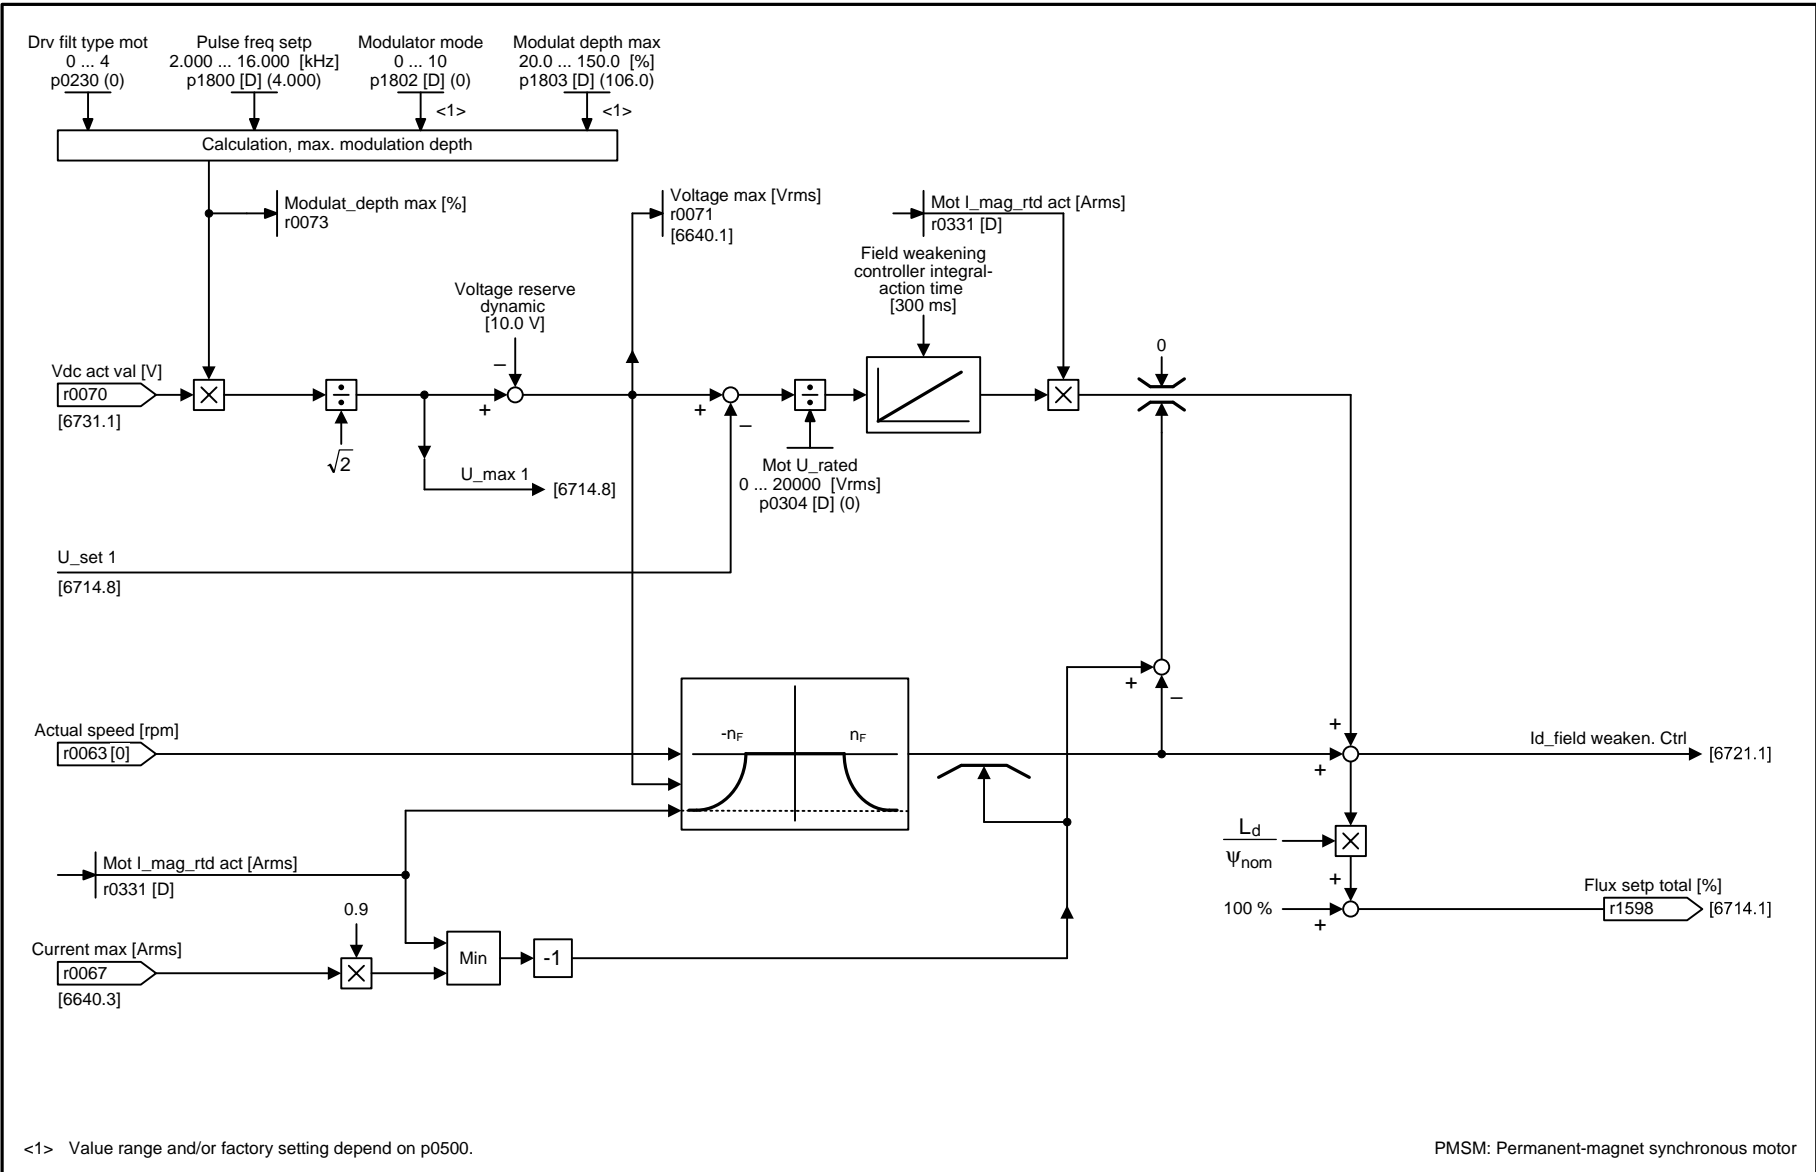 Drv filt type mot
0 ... 4
p0230 (0)
Pulse freq setp
2.000 ... 16.000 [kHz]
p1800 [D] (4.000)
Modulator mode
0 ... 10
p1802 [D] (0)
<1>
Modulat depth max
20.0 ... 150.0 [%]
p1803 [D] (106.0)
<1>
Calculation, max. modulation depth
Modulat_depth max [%]
r0073
Voltage max [Vrms]
r0071
[6640.1]
Mot I_mag_rtd act [Arms]
r0331 [D]
Field weakening
controller integral-
action time
[300 ms]
Voltage reserve
dynamic
[10.0 V]
0
Vdc act val [V]
r0070
[6731.1]
×
÷
√2
–
+
U_max 1
[6714.8]
+
–
÷
Mot U_rated
0 ... 20000 [Vrms]
p0304 [D] (0)
×
U_set 1
[6714.8]
+
–
Actual speed [rpm]
r0063 [0]
-nF
nF
+
+
Id_field weaken. Ctrl
[6721.1]
Ld
ψnom
×
Mot I_mag_rtd act [Arms]
r0331 [D]
0.9
Current max [Arms]
r0067
[6640.3]
×
Min
-1
+
100 %
+
Flux setp total [%]
r1598
[6714.1]
<1> Value range and/or factory setting depend on p0500.
PMSM: Permanent-magnet synchronous motor